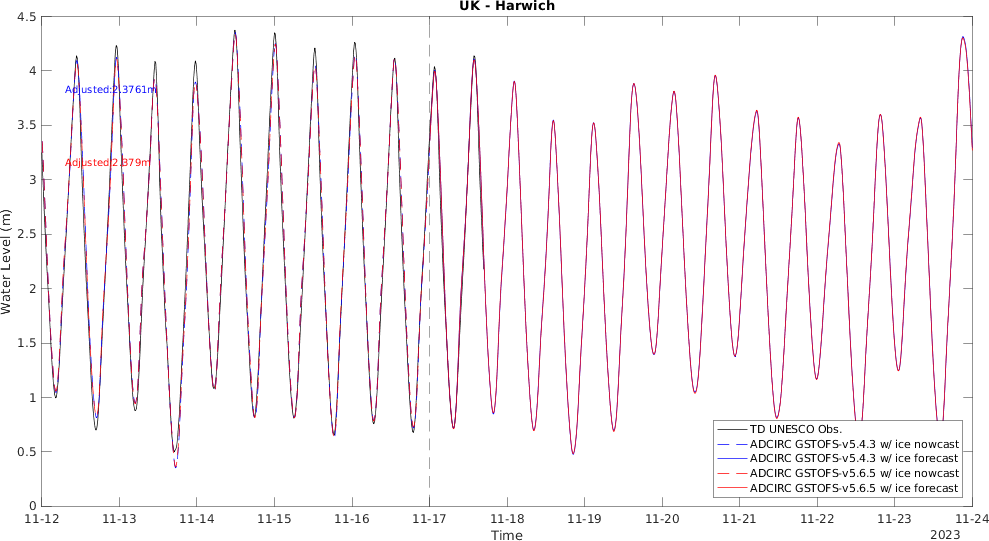 UK - Harwich
4.5
4
3.5
3
2.5
2
1.5
1
0.5
0
Water Level (m)
Adjusted:2.3761m
Adjusted:2.379m
TD UNESCO Obs.
ADCIRC GSTOFS-v5.4.3 w/ ice nowcast
ADCIRC GSTOFS-v5.4.3 w/ ice forecast
ADCIRC GSTOFS-v5.6.5 w/ ice nowcast
ADCIRC GSTOFS-v5.6.5 w/ ice forecast
11-12 11-13 11-14 11-15 11-16 11-17 11-18 11-19 11-20 11-21 11-22 11-23 11-24
Time
2023